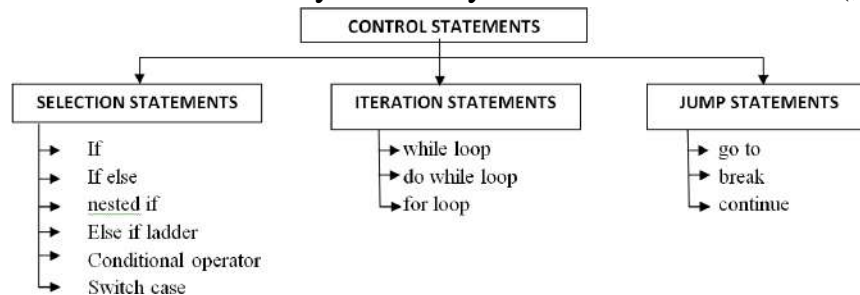 CONTROL STATEMENTS
SELECTION STATEMENTS
If
If else
nested if
Else if ladder
Conditional operator
Switch case
ITERATION STATEMENTS
while loop
do while loop
for loop
JUMP STATEMENTS
go to
break
continue